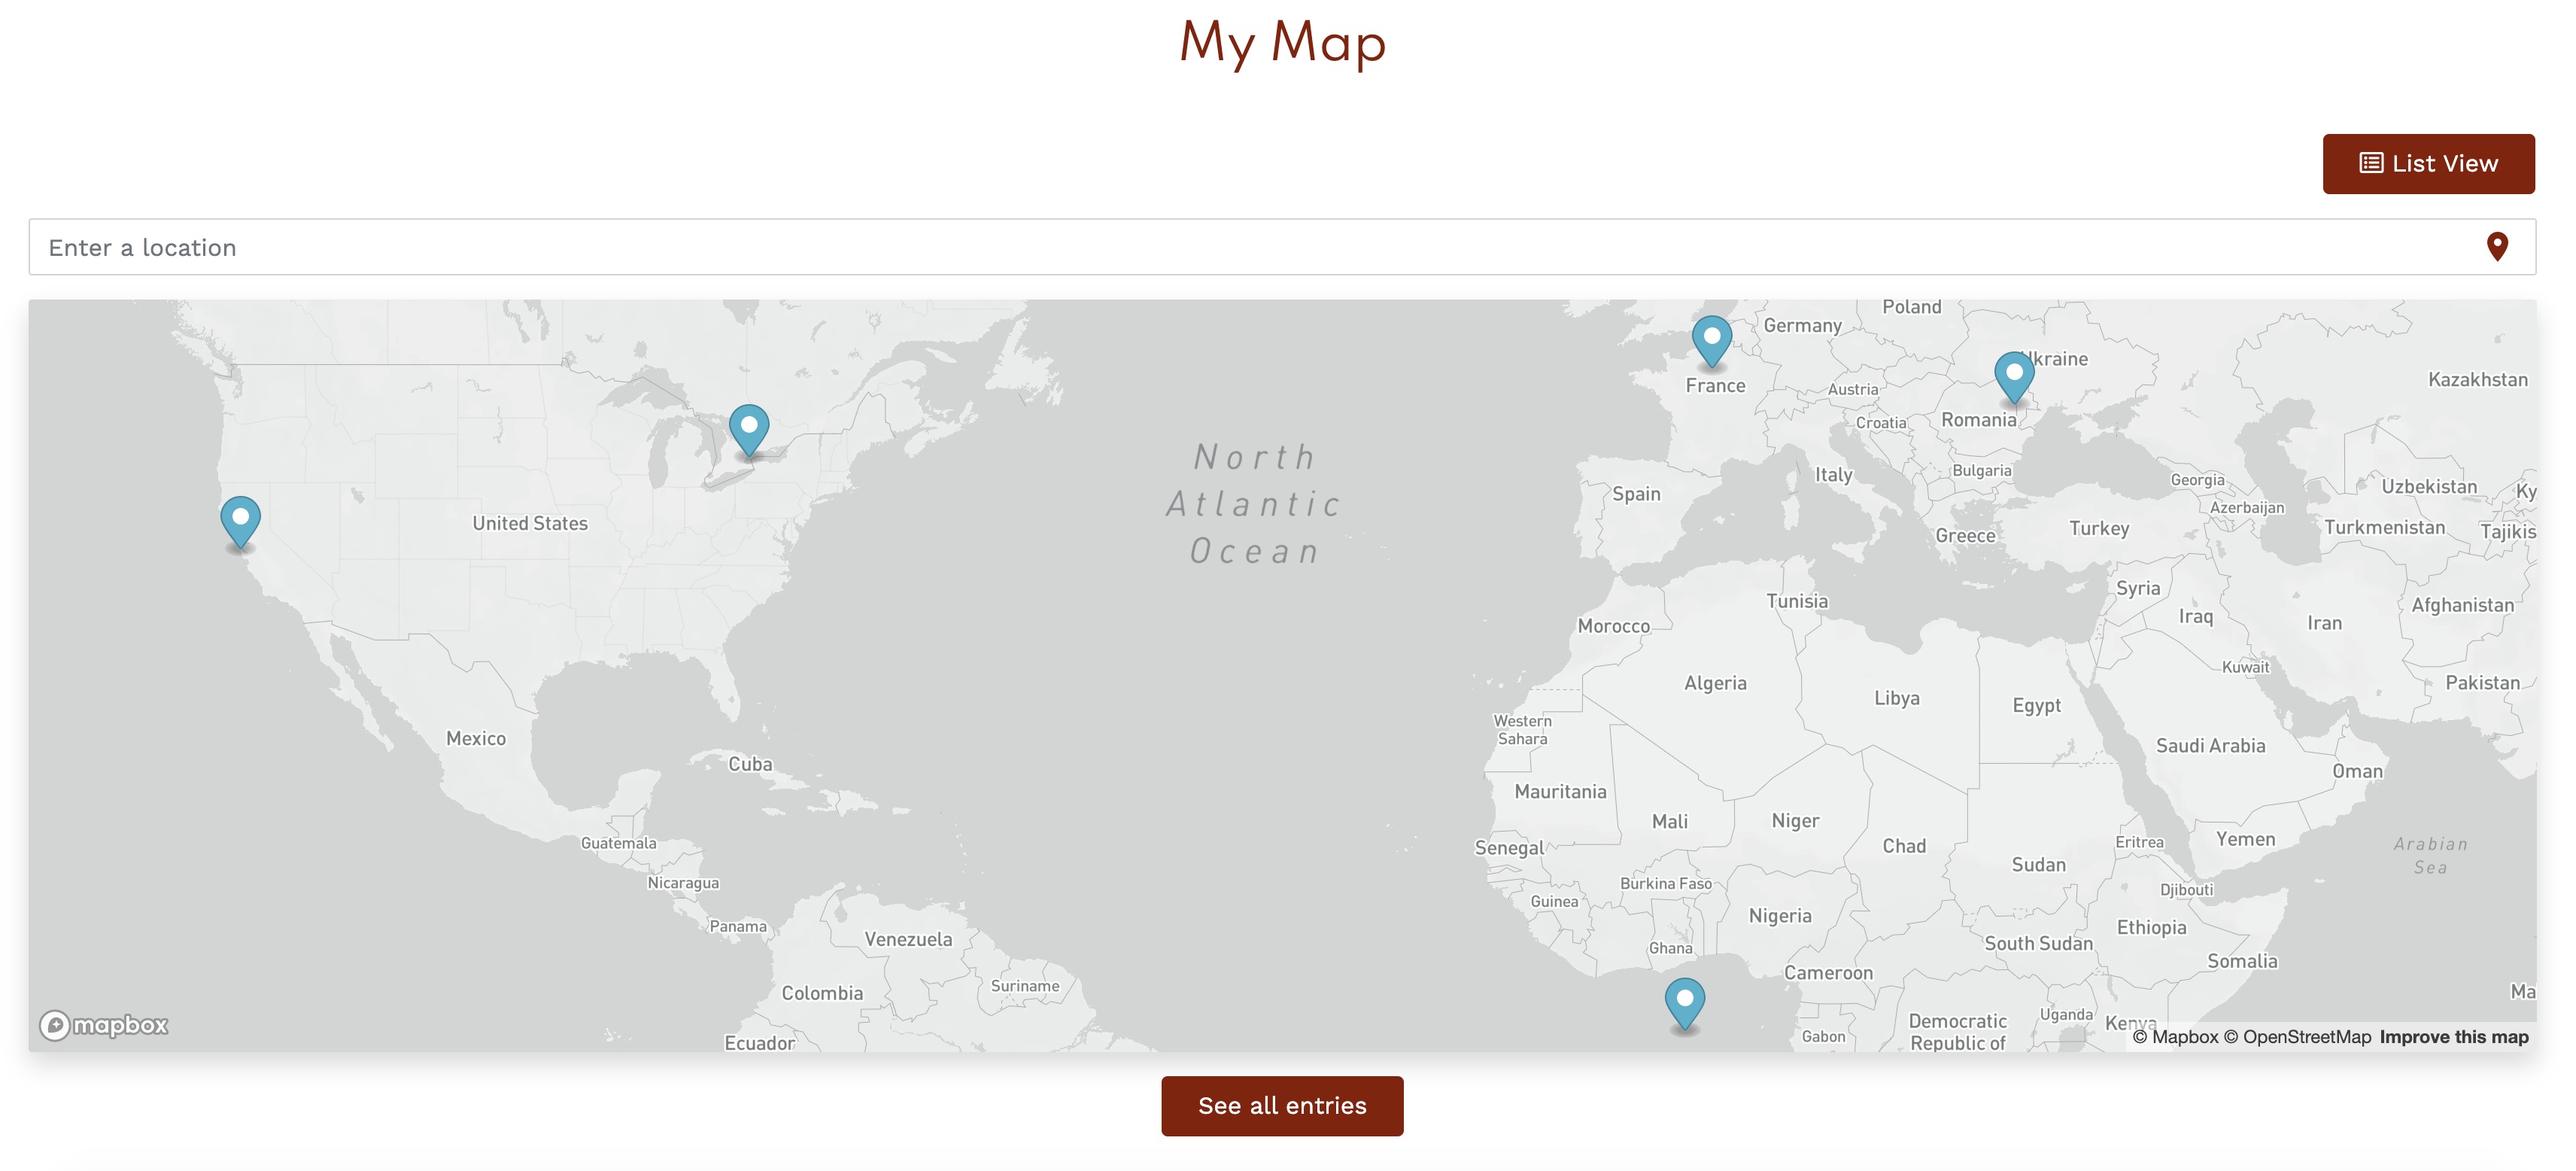 My Map
List View
Enter a location
Poland
Germany
Ukraine
France
Kazakhstan
Austria
Romania
Croatia
North
Atlantic
Ocean
Bulgaria
Italy
Georgia
Uzbekistan
Ky
Spain
Azerbaijan
United States
Turkmenistan
Turkey
Tajikis
Greece
Syria
Tunisia
Afghanistan
Iraq
Iran
Morocco
Kuwait
Algeria
Pakistan
Libya
Egypt
Western
Sahara
Mexico
Saudi Arabia
Cuba
Oman
Mauritania
Mali
Niger
Yemen
Guatemala
Eritrea
Arabian
Sea
Senegal
Chad
Sudan
Nicaragua
Burkina Faso
Djibouti
Guinea
Nigeria
Panama
Ethiopia
Venezuela
Ghana
South Sudan
Somalia
Cameroon
Suriname
Colombia
Ma
Uganda
Democratic
Republic of
Kenya
mapbox
Gabon
Ecuador
© Mapbox © OpenStreetMap Improve this map
See all entries